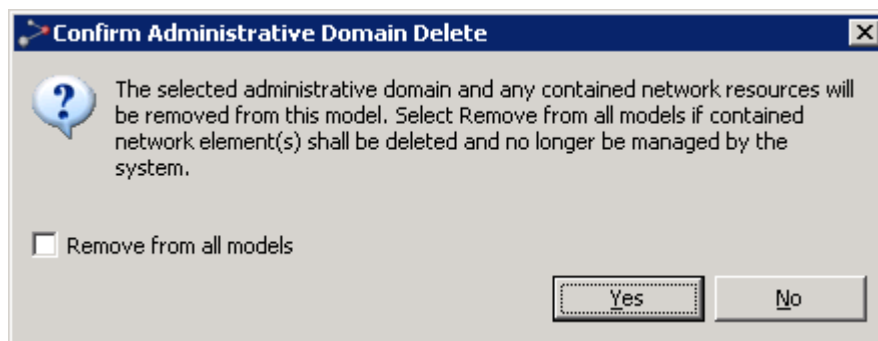 Confirm Administrative Domain Delete
The selected administrative domain and any contained network resources will
be removed from this model. Select Remove from all models if contained
network element(s) shall be deleted and no longer be managed by the
system.
Remove from all models
Yes No